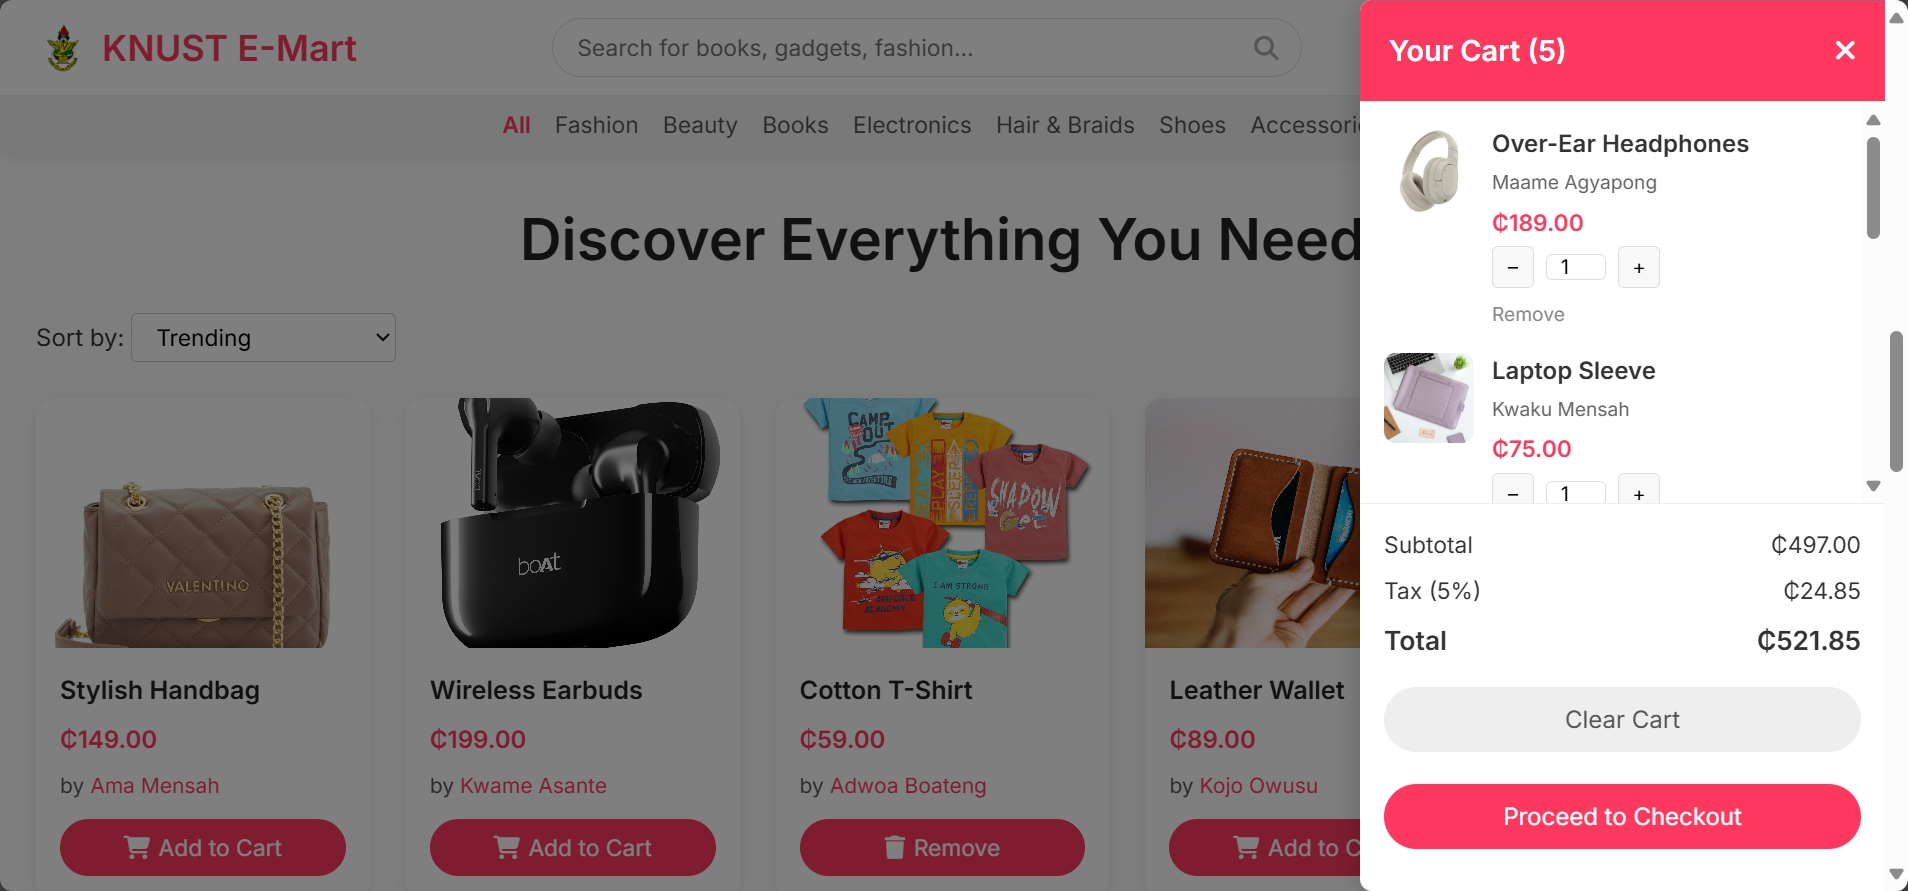 KNUST E-Mart
Search for books, gadgets, fashion...
All Fashion Beauty Books Electronics Hair & Braids Shoes
Discover Everything You Need
Sort by: Trending
VALENTINO
Stylish Handbag
₵149.00
by Ama Mensah
Add to Cart
boAt
Wireless Earbuds
₵199.00
by Kwame Asante
Add to Cart
CAMP
OUT
EAT
PLAY
SLEEP
REPEAT
SHADOW
I AM STRONG
ACADEMY
Cotton T-Shirt
₵59.00
by Adwoa Boateng
Remove
Leather Wallet
₵89.00
by Kojo Owusu
Add to C
Your Cart (5)
Over-Ear Headphones
Maame Agyapong
₵189.00
− 1 +
Remove
Laptop Sleeve
Kwaku Mensah
₵75.00
− 1 +
Subtotal ₵497.00
Tax (5%) ₵24.85
Total ₵521.85
Clear Cart
Proceed to Checkout